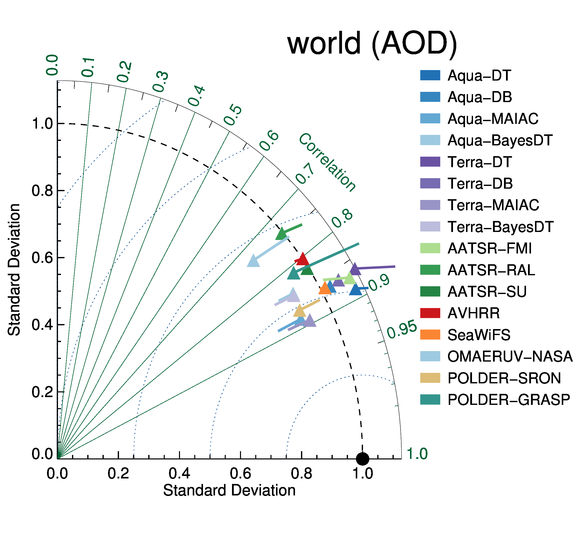 world (AOD)
0.0
0.1
0.2
0.3
0.4
0.5
0.6
0.7
Correlation
0.8
0.9
0.95
1.0
1.0
0.8
0.6
0.4
0.2
0.0
Standard Deviation
0.0
0.2
0.4
0.6
0.8
1.0
Standard Deviation
Aqua-DT
Aqua-DB
Aqua-MAIAC
Aqua-BayesDT
Terra-DT
Terra-DB
Terra-MAIAC
Terra-BayesDT
AATSR-FMI
AATSR-RAL
AATSR-SU
AVHRR
SeaWiFS
OMAERUV-NASA
POLDER-SRON
POLDER-GRASP